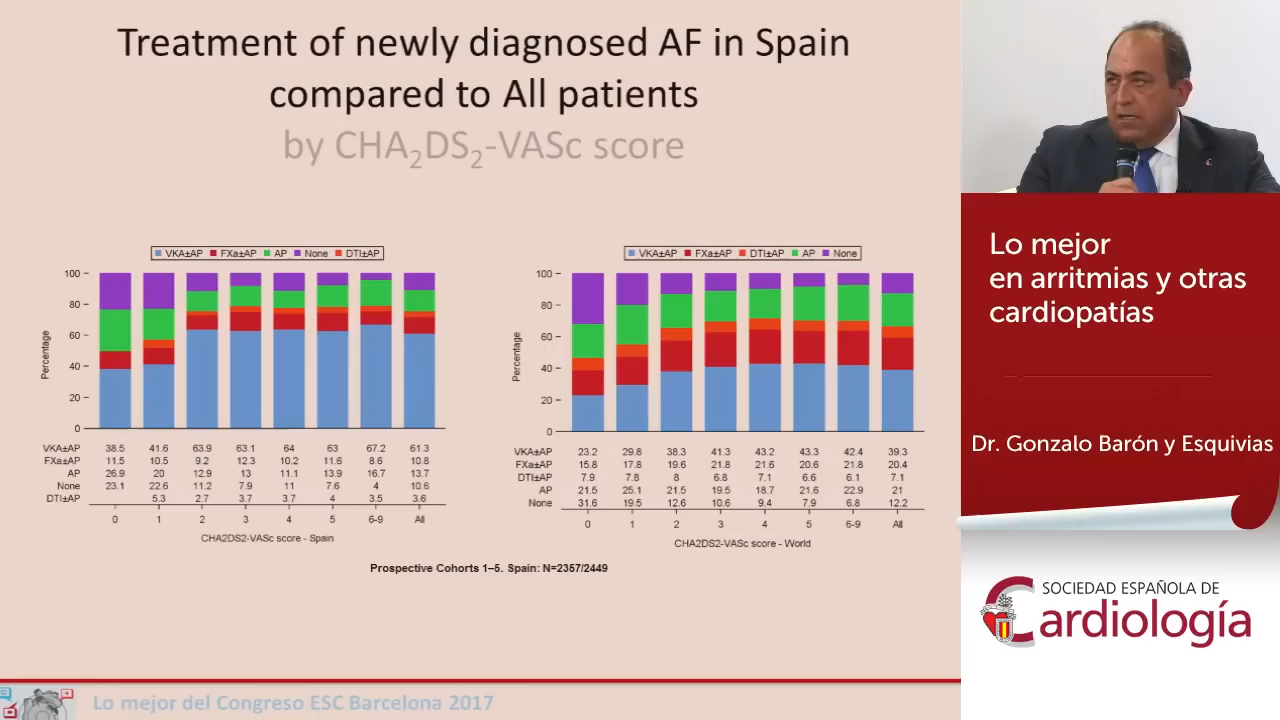 Treatment of newly diagnosed AF in Spain
compared to All patients
by CHA2DS2-VASc score
VKA±AP FXa±AP AP None DTI±AP
100
80
60
40
20
0
Percentage
VKA±AP 38.5 41.6 63.9 63.1 64 63 67.2 61.3
FXa±AP 11.5 10.5 9.2 12.3 10.2 11.6 8.6 10.8
AP 26.9 20 12.9 13 11.1 13.9 16.7 13.7
None 23.1 22.6 11.2 7.9 11 7.6 4 10.6
DTI±AP 5.3 2.7 3.7 3.7 4 3.5 3.6
0 1 2 3 4 5 6-9 All
CHA2DS2-VASc score - Spain
VKA±AP FXa±AP DTI±AP AP None
100
80
60
40
20
0
Percentage
VKA±AP 23.2 29.8 38.3 41.3 43.2 43.3 42.4 39.3
FXa±AP 15.8 17.8 19.6 21.8 21.6 20.6 21.8 20.4
DTI±AP 7.9 7.8 8 6.8 7.1 6.6 6.1 7.1
AP 21.5 25.1 21.5 19.5 18.7 21.6 22.9 21
None 31.6 19.5 12.6 10.6 9.4 7.9 6.8 12.2
0 1 2 3 4 5 6-9 All
CHA2DS2-VASc score - World
Prospective Cohorts 1–5. Spain: N=2357/2449
Lo mejor del Congreso ESC Barcelona 2017
Lo mejor
en arritmias y otras
cardiopatías
Dr. Gonzalo Barón y Esquivias
SOCIEDAD ESPAÑOLA DE
Cardiología